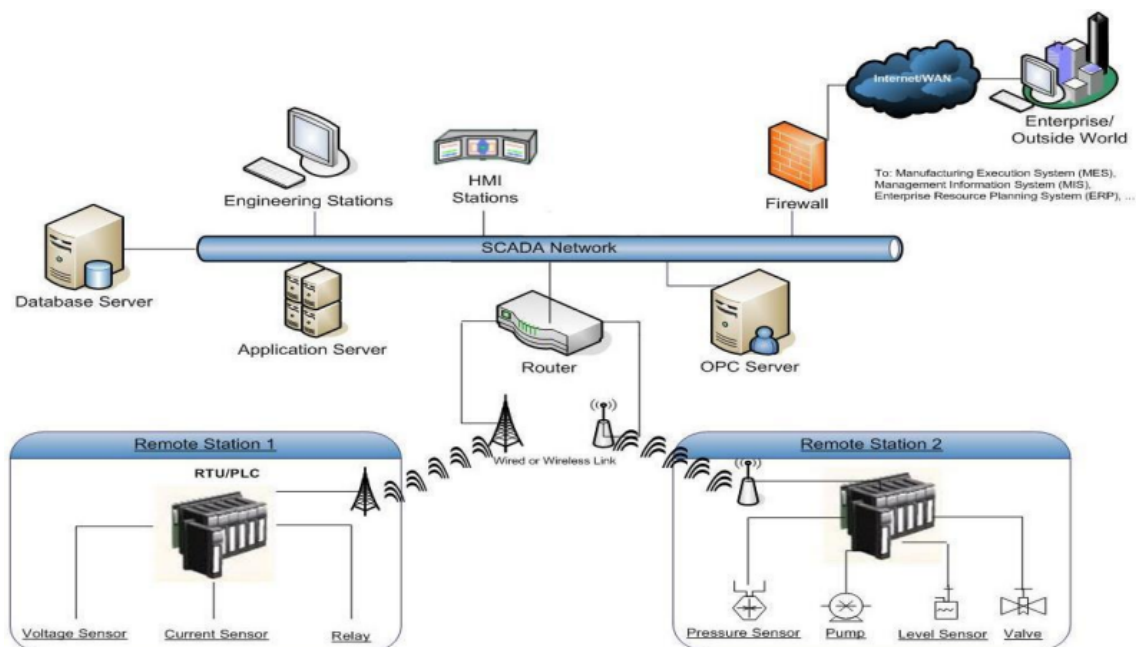 Internet/WAN
Enterprise/
Outside World
To: Manufacturing Execution System (MES),
Management Information System (MIS),
Enterprise Resource Planning System (ERP), ...
Engineering Stations
HMI
Stations
Firewall
SCADA Network
Database Server
Application Server
Router
OPC Server
Remote Station 1
RTU/PLC
Voltage Sensor
Current Sensor
Relay
Wired or Wireless Link
Remote Station 2
Pressure Sensor
Pump
Level Sensor
Valve